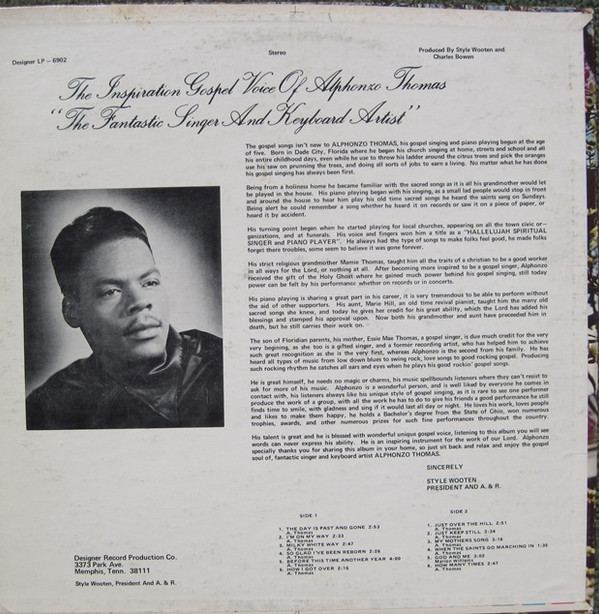 Designer LP – 6902
Stereo
Produced By Style Wooten and
Charles Bowen
The Inspiration Gospel Voice Of Alphonzo Thomas
"The Fantastic Singer And Keyboard Artist"
The gospel songs isn't new to ALPHONZO THOMAS, his gospel singing and piano playing begun at the age
of five. Born in Dade City, Florida where he began his church singing at home, streets and school and all
his entire childhood days, even while he use to throw his ladder around the citrus trees and pick the oranges
use his saw on prunning the trees, and doing all sorts of jobs to earn a living. No matter what he has done
his gospel singing has always been first.
Being from a holiness home he became familiar with the sacred songs as it is all his grandmother would let
be played in the house. His piano playing began with his singing, as a small lad people would stop in front
and around the house to hear him play his old time sacred songs he heard the saints sang on Sundays.
Being alert he could remember a song whether he heard it on records or saw it on a piece of paper, or
heard it by accident.
His turning point began when he started playing for local churches, appearing on all the town civic or-
ganizations, and at funerals. His voice and fingers won him a title as a "HALLELUJAH SPIRITUAL
SINGER and PIANO PLAYER". He always had the type of songs to make folks feel good, he made folks
forget there troubles, some seem to believe it was gone forever.
His strict religious grandmother Mamie Thomas, taught him all the traits of a christian to be a good worker
in all ways for the Lord, or nothing at all. After becoming more inspired to be a gospel singer, Alphonzo
received the gift of the Holy Ghost where he gained much power behind his gospel singing, still today
power can be felt by his performance whether on records or in concerts.
His piano playing is sharing a great part in his career, it is very tremendous to be able to perform without
the aid of other supporters. His aunt, Marie Hill, an old time revival pianist, taught him the many old
sacred songs she knew, and today he gives her credit for his great ability, which the Lord has added his
blessings and stamped his approval upon. Now both his grandmother and aunt have preceeded him in
death, but he still carries their work on.
The son of Floridian parents, his mother, Essie Mae Thomas, a gospel singer, is due much credit for the very
very begining, as she too is a gifted singer, and a former recording artist, who has helped him to achieve
such great recognition as she is the very first, whereas Alphonzo is the second from his family. He has
heard all types of music from low down blues to swing rock, love songs to good rocking gospel. Producing
such rocking rhythm he catches all ears and eyes when he plays his good rockin' gospel songs.
He is great himself, he needs no magic or charms, his music spellbounds listeners where they can't resist to
ask for more of his music. Alphonzo is a wonderful person, and is well liked by everyone he comes in
contact with, his listeners always like his unique style of gospel singing, as it is rare to see one performer
produce the work of a group, with all the work he has to do to give his friends a good performance he still
finds time to smile, with gladness and sing if it would last all day or night. He loves his work, loves people
and likes to make them happy, he holds a Bachelor's degree from the State of Ohio, won numerous
trophies, awards, and other numerous prizes for such fine performances throughout the country.
His talent is great and he is blessed with wonderful unique gospel voice, listening to this album you will see
words can never express his ability. He is an inspiring instrument for the work of our Lord. Alphonzo
specially thanks you for sharing this album in your home, so just sit back and relax and enjoy the gospel
soul of, fantactic singer and keyboard artist ALPHONZO THOMAS.
SINCERELY
STYLE WOOTEN
PRESIDENT AND A. & R.
SIDE 1
1. THE DAY IS PAST AND GONE 2:53
A. Thomas
2. I'M ON MY WAY 2:33
A. Thomas
3. MILKY WHITE WAY 2:47
A. Thomas
4. SO GLAD I'VE BEEN REBORN 2:26
A. Thomas
5. BEFORE THIS TIME ANOTHER YEAR 4:00
A. Thomas
6. HOW I GOT OVER 2:15
A. Thomas
SIDE 2
1. JUST OVER THE HILL 2:51
A. Thomas
2. JUST KEEP STILL 2:34
A. Thomas
3. MY MOTHERS SONG 3:18
A. Thomas
4. WHEN THE SAINTS GO MARCHING IN 1:35
A. Thomas
5. GOD AND ME 3:00
Marion Williams
6. HOW MANY TIMES 2:47
A. Thomas
Designer Record Production Co.
3373 Park Ave.
Memphis, Tenn. 38111
Style Wooten, President And A. & R.